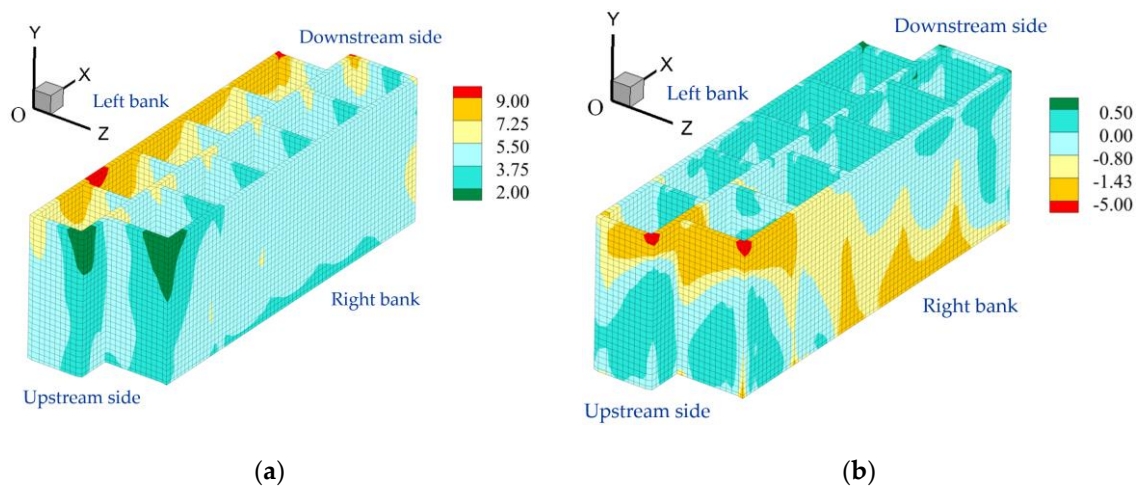 Y
X
O
Z
Left bank
Downstream side
9.00
7.25
5.50
3.75
2.00
Right bank
Upstream side
(a)
Y
X
O
Z
Left bank
Downstream side
0.50
0.00
-0.80
-1.43
-5.00
Right bank
Upstream side
(b)